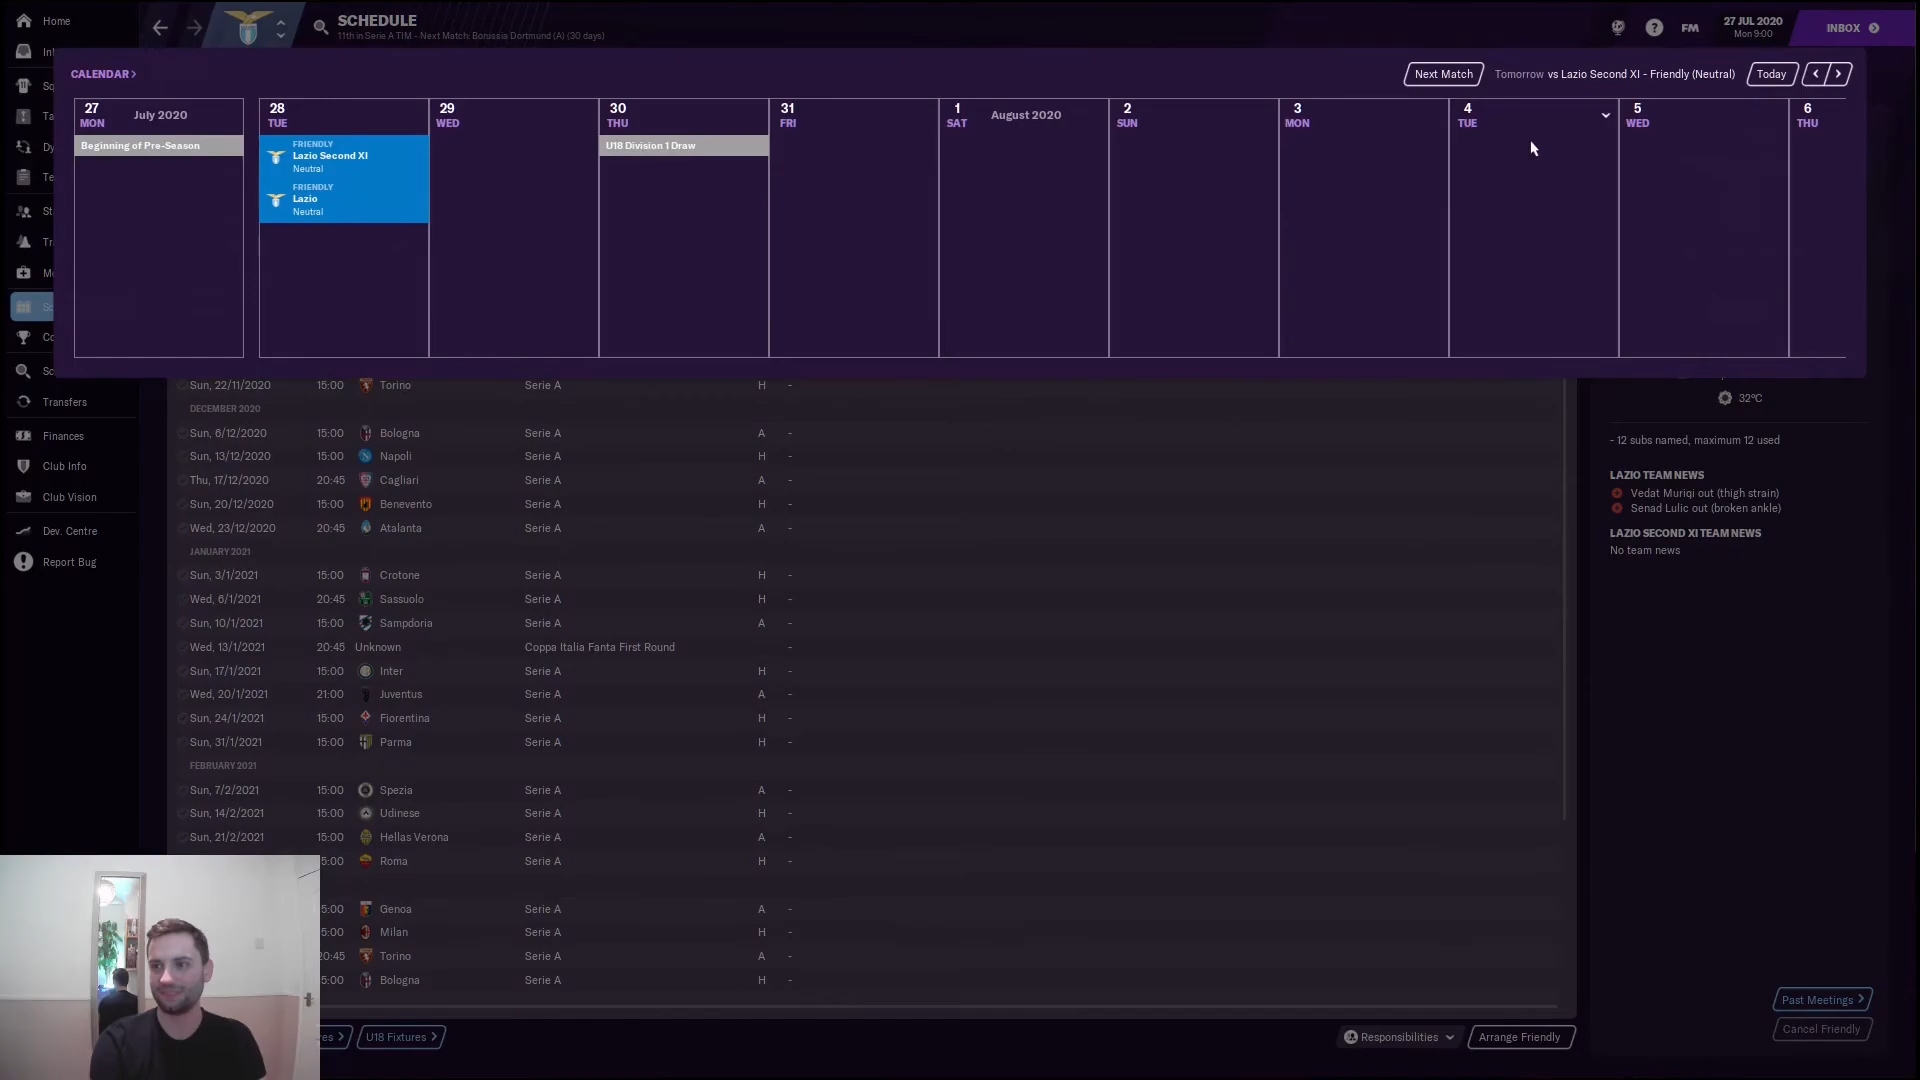 Home
SCHEDULE
11th in Serie A TIM - Next Match: Borussia Dortmund (A) (30 days)
FM
27 JUL 2020
Mon 9:00
INBOX
CALENDAR
Next Match
Tomorrow vs Lazio Second XI - Friendly (Neutral)
Today
27 MON July 2020
28 TUE
29 WED
30 THU
31 FRI
1 SAT August 2020
2 SUN
3 MON
4 TUE
5 WED
6 THU
Beginning of Pre-Season
FRIENDLY
Lazio Second XI
Neutral
FRIENDLY
Lazio
Neutral
U18 Division 1 Draw
Transfers
Finances
Club Info
Club Vision
Dev. Centre
Report Bug
Sun, 22/11/2020 15:00 Torino Serie A H -
DECEMBER 2020
Sun, 6/12/2020 15:00 Bologna Serie A A -
Sun, 13/12/2020 15:00 Napoli Serie A H -
Thu, 17/12/2020 20:45 Cagliari Serie A A -
Sun, 20/12/2020 15:00 Benevento Serie A H -
Wed, 23/12/2020 20:45 Atalanta Serie A A -
JANUARY 2021
Sun, 3/1/2021 15:00 Crotone Serie A H -
Wed, 6/1/2021 20:45 Sassuolo Serie A H -
Sun, 10/1/2021 15:00 Sampdoria Serie A A -
Wed, 13/1/2021 20:45 Unknown Coppa Italia Fanta First Round -
Sun, 17/1/2021 15:00 Inter Serie A H -
Wed, 20/1/2021 21:00 Juventus Serie A A -
Sun, 24/1/2021 15:00 Fiorentina Serie A H -
Sun, 31/1/2021 15:00 Parma Serie A H -
FEBRUARY 2021
Sun, 7/2/2021 15:00 Spezia Serie A A -
Sun, 14/2/2021 15:00 Udinese Serie A H -
Sun, 21/2/2021 15:00 Hellas Verona Serie A A -
5:00 Roma Serie A H -
5:00 Genoa Serie A A -
5:00 Milan Serie A H -
20:45 Torino Serie A A -
5:00 Bologna Serie A H -
32°C
- 12 subs named, maximum 12 used
LAZIO TEAM NEWS
Vedat Muriqi out (thigh strain)
Senad Lulic out (broken ankle)
LAZIO SECOND XI TEAM NEWS
No team news
Past Meetings
Cancel Friendly
U18 Fixtures
Responsibilities
Arrange Friendly